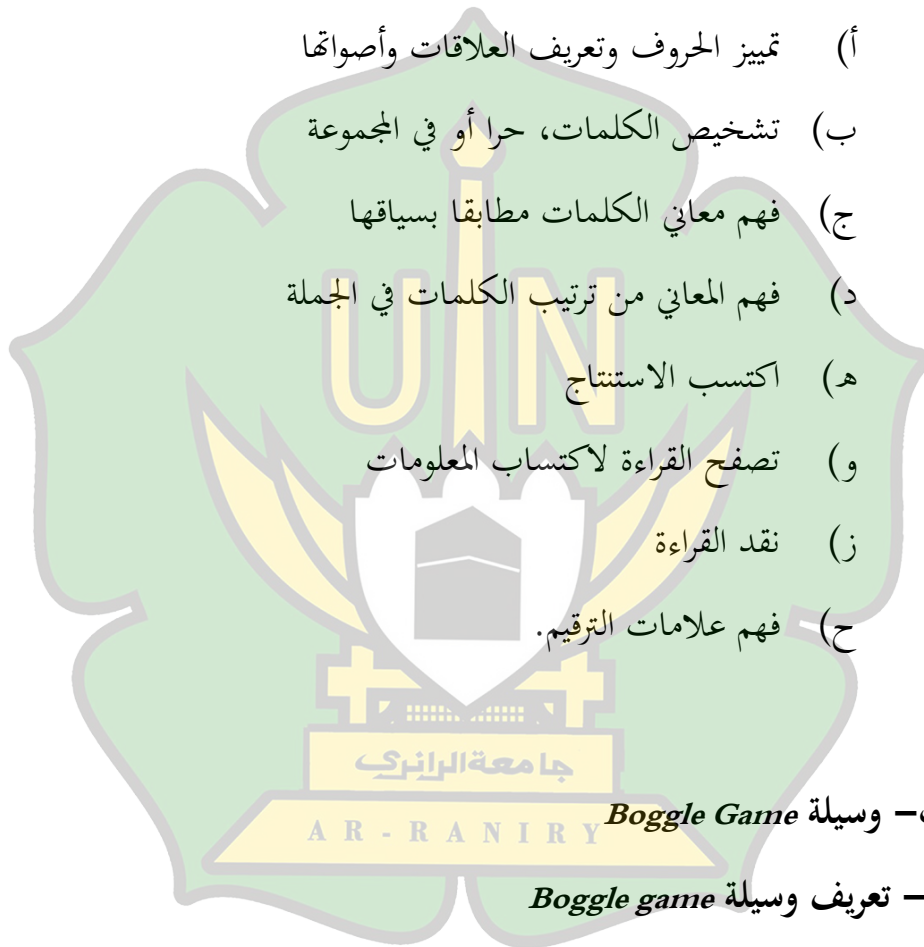 أ) تمييز الحروف وتعريف العلاقات وأصواتها
ب) تشخيص الكلمات، حرا أو في المجموعة
ج) فهم معاني الكلمات مطابقا بسياقها
د) فهم المعاني من ترتيب الكلمات في الجملة
UIN
ه) اكتسب الاستنتاج
و) تصفح القراءة لاكتساب المعلومات
ز) نقد القراءة
ح) فهم علامات الترقيم.
جامعة الرانري
AR-RANIRY
– وسيلة Boggle Game
– تعريف وسيلة Boggle game